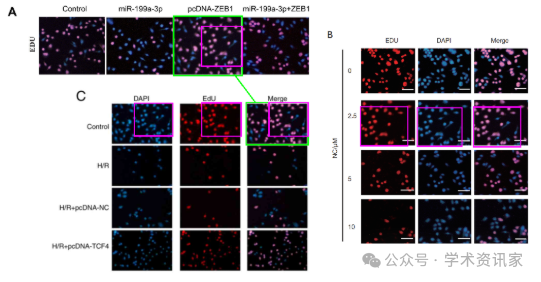 A
Control miR-199a-3p pcDNA-ZEB1 miR-199a-3p+ZEB1
EDU
B
EDU DAPI Merge
NC/μM
0
2.5
5
10
C
DAPI EdU Merge
Control
H/R
H/R+pcDNA-NC
H/R+pcDNA-TCF4
公众号 · 学术资讯家